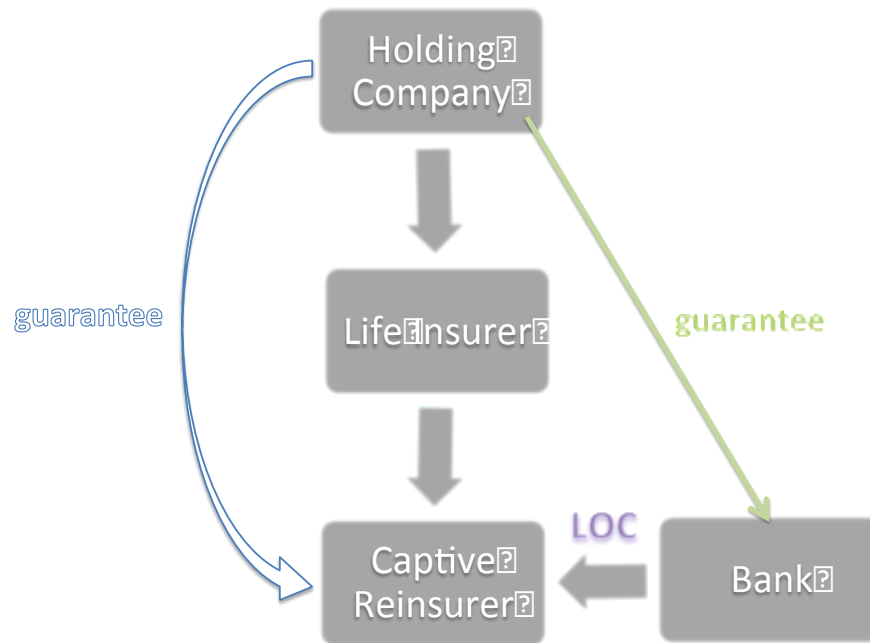 Holding
Company
guarantee
Life Insurer
guarantee
LOC
Captive
Reinsurer
Bank